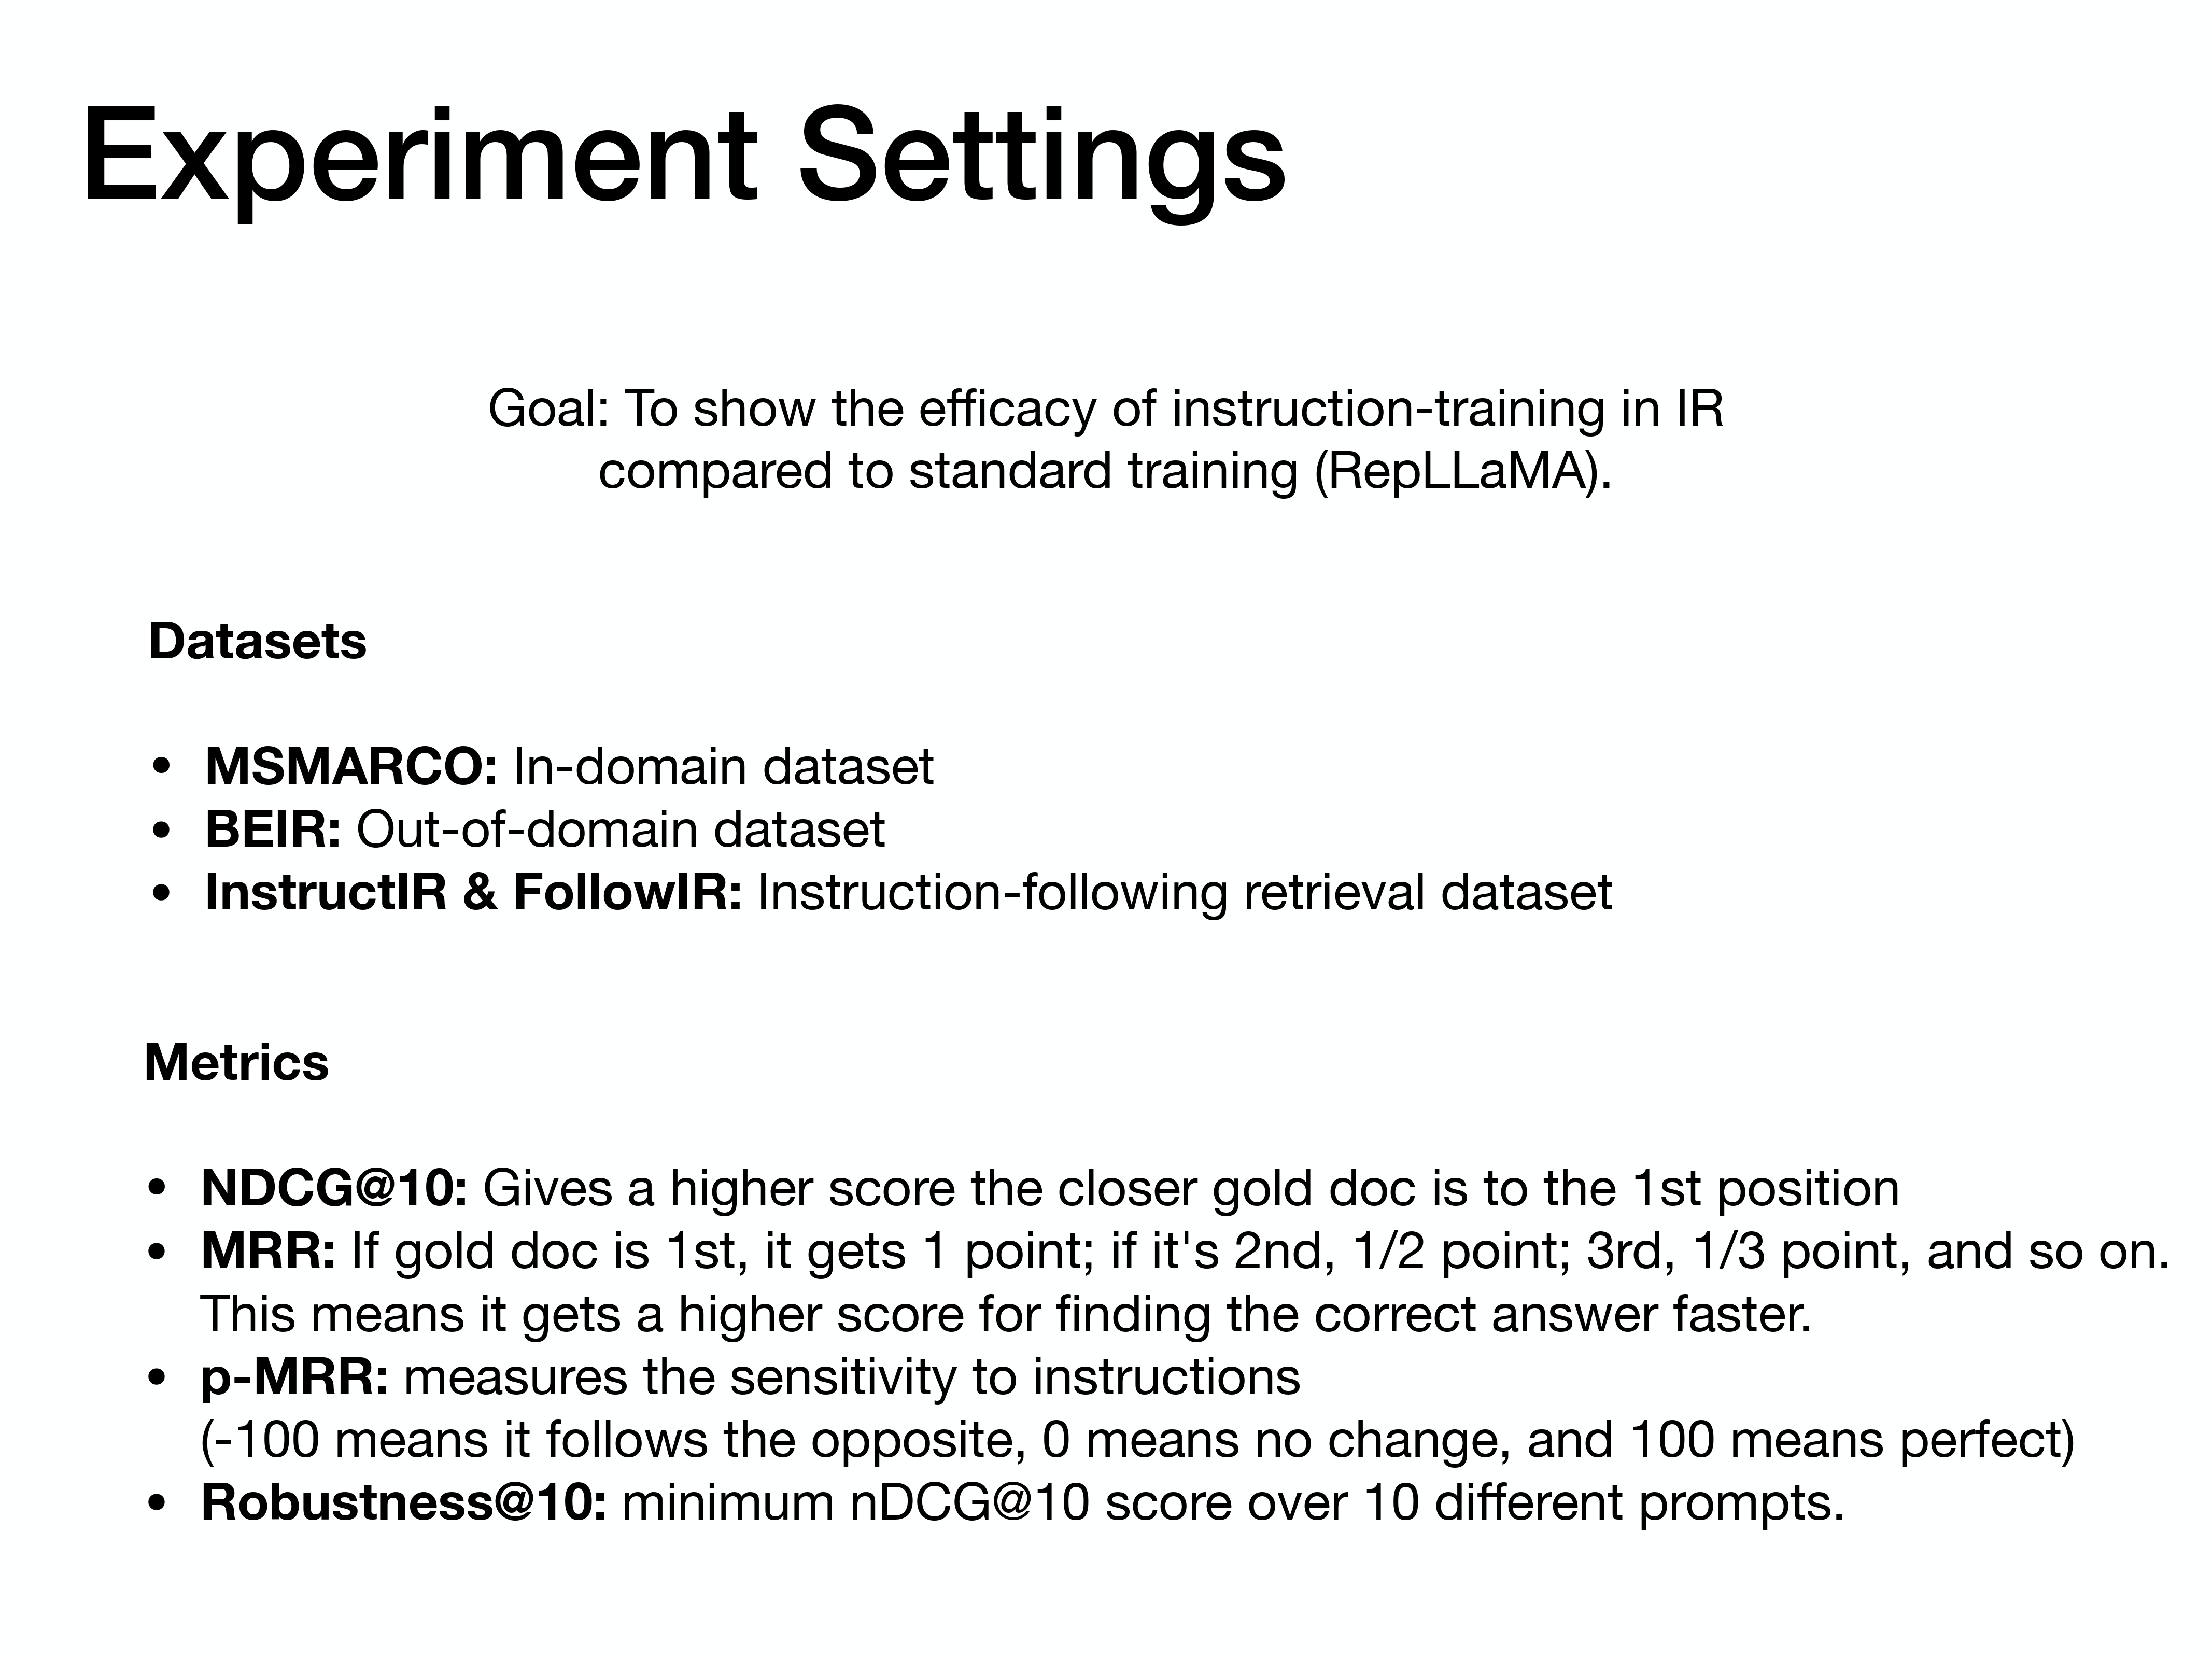 Experiment Settings
Goal: To show the efficacy of instruction-training in IR
compared to standard training (RepLLaMA).
Datasets
• MSMARCO: In-domain dataset
• BEIR: Out-of-domain dataset
• InstructIR & FollowIR: Instruction-following retrieval dataset
Metrics
• NDCG@10: Gives a higher score the closer gold doc is to the 1st position
• MRR: If gold doc is 1st, it gets 1 point; if it's 2nd, 1/2 point; 3rd, 1/3 point, and so on.
This means it gets a higher score for finding the correct answer faster.
• p-MRR: measures the sensitivity to instructions
(-100 means it follows the opposite, 0 means no change, and 100 means perfect)
• Robustness@10: minimum nDCG@10 score over 10 different prompts.